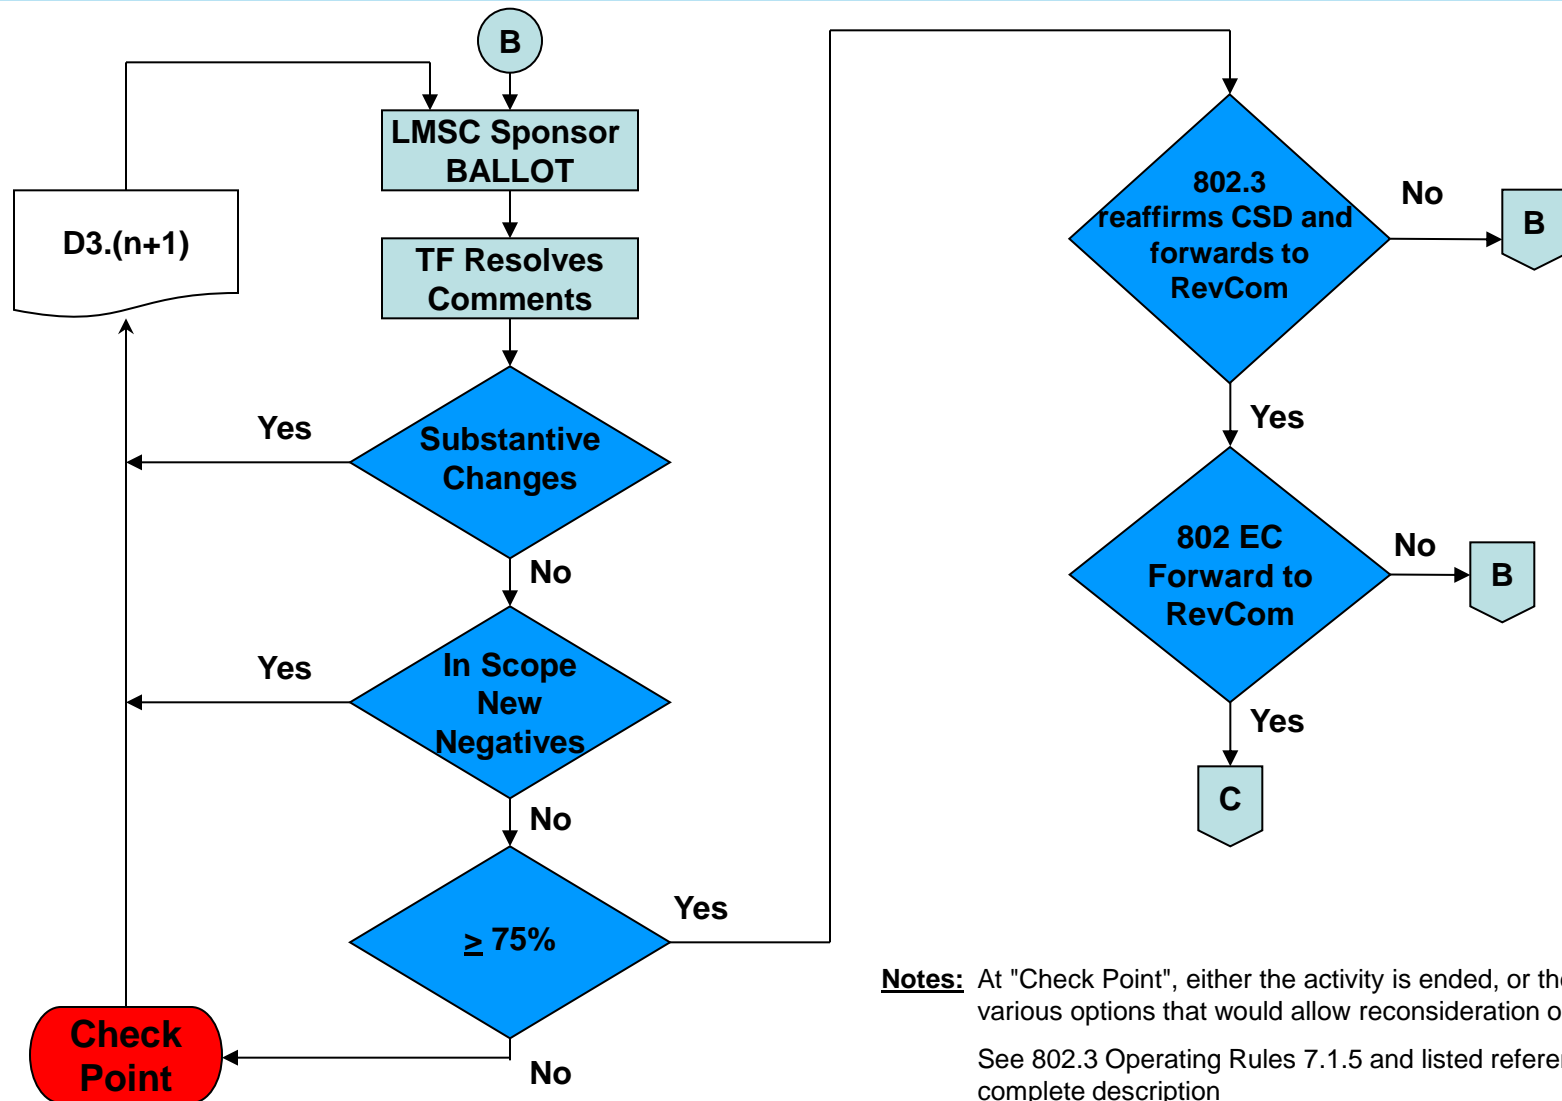 B
LMSC Sponsor
BALLOT
D3.(n+1)
TF Resolves
Comments
Yes
Substantive
Changes
No
Yes
In Scope
New
Negatives
No
≥ 75%
Yes
No
Check
Point
802.3
reaffirms CSD and
forwards to
RevCom
No
B
Yes
802 EC
Forward to
RevCom
No
B
Yes
C
Notes: At "Check Point", either the activity is ended, or
various options that would allow reconsideration
See 802.3 Operating Rules 7.1.5 and listed
complete description